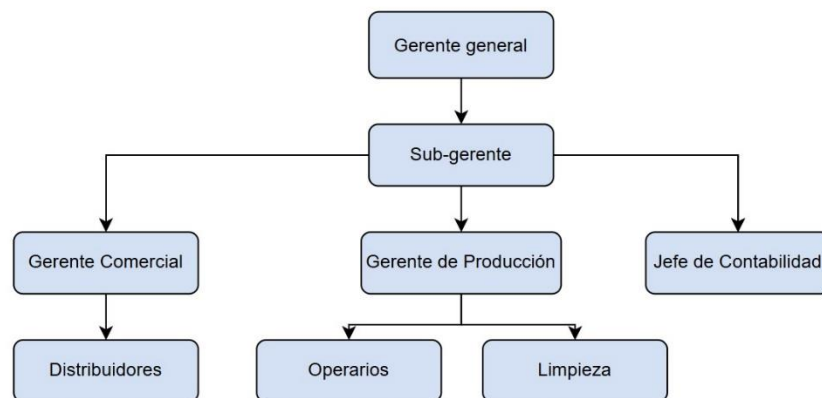 Gerente general
Sub-gerente
Gerente Comercial
Gerente de Producción
Jefe de Contabilidad
Distribuidores
Operarios
Limpieza